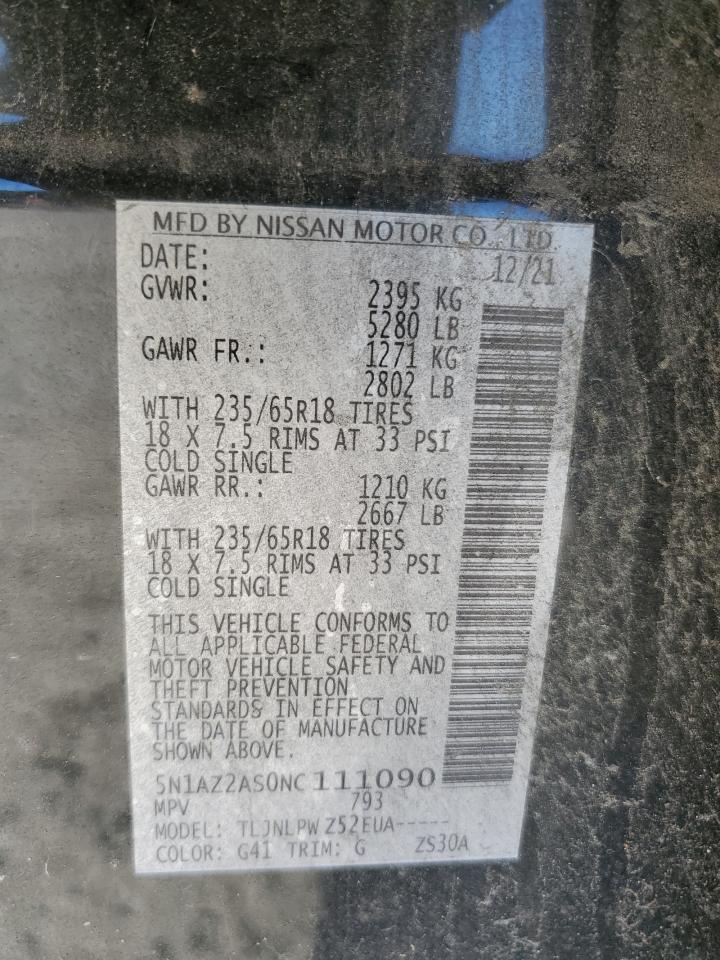 MFD BY NISSAN MOTOR CO., LTD.
DATE: 12/21
GVWR: 2395 KG
5280 LB
GAWR FR.: 1271 KG
2802 LB
WITH 235/65R18 TIRES
18 X 7.5 RIMS AT 33 PSI
COLD SINGLE
GAWR RR.: 1210 KG
2667 LB
WITH 235/65R18 TIRES
18 X 7.5 RIMS AT 33 PSI
COLD SINGLE
THIS VEHICLE CONFORMS TO
ALL APPLICABLE FEDERAL
MOTOR VEHICLE SAFETY AND
THEFT PREVENTION
STANDARDS IN EFFECT ON
THE DATE OF MANUFACTURE
SHOWN ABOVE.
5N1AZ2AS0NC111090
MPV 793
MODEL: TLJNLPW Z52EUA-----
COLOR: G41 TRIM: G ZS30A